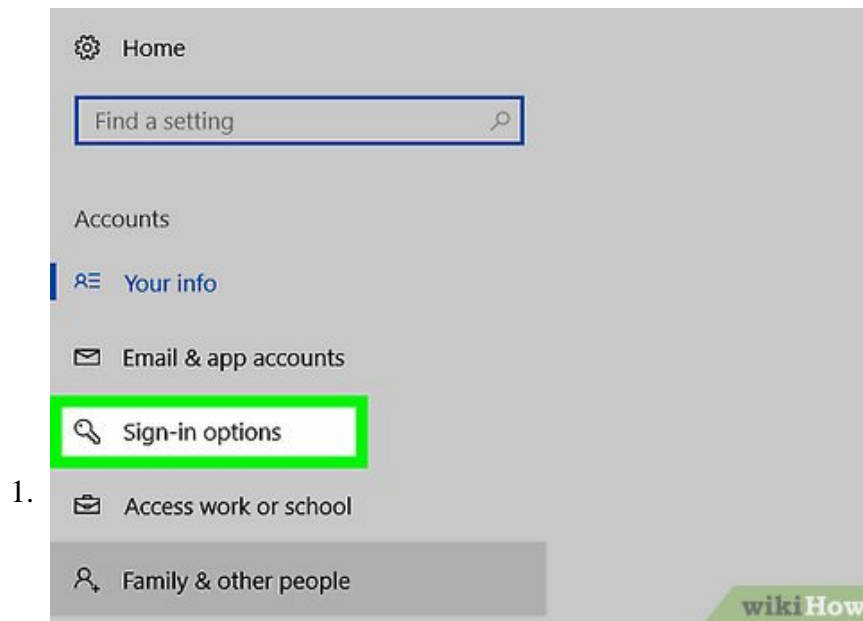 Home
Find a setting
Accounts
Your info
Email & app accounts
Sign-in options
1.
Access work or school
Family & other people
wikiHow